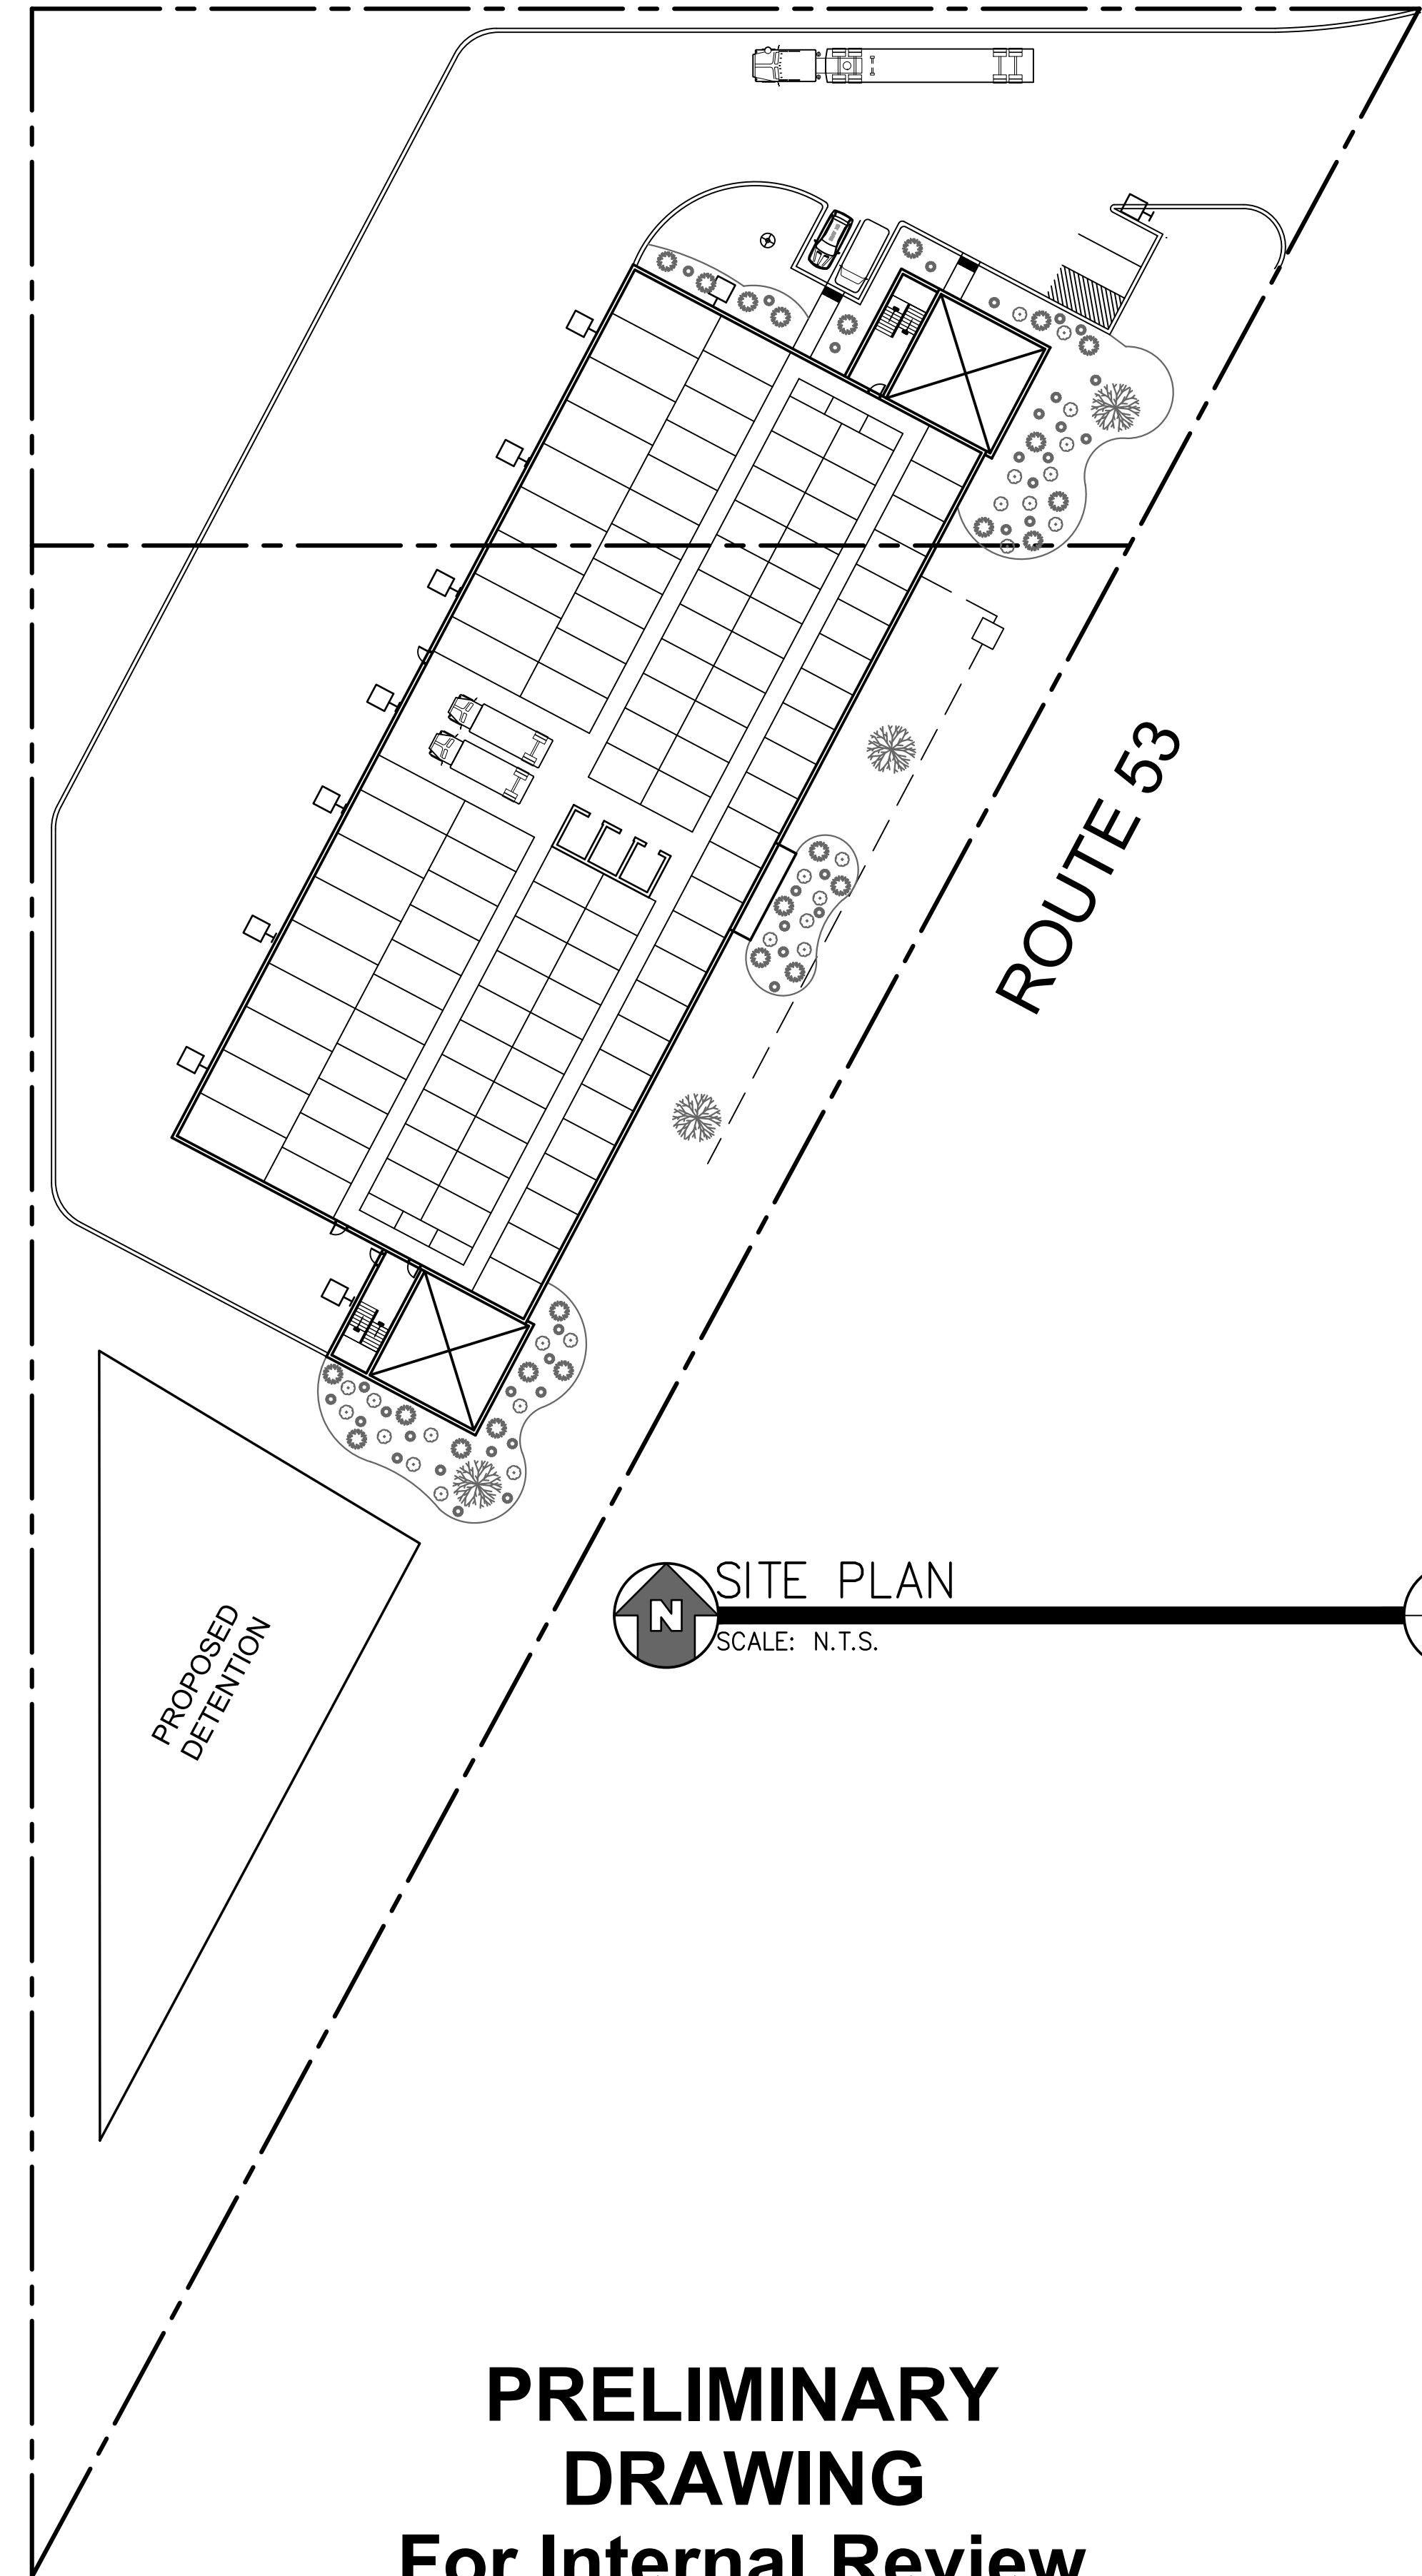 ROUTE 53
SITE PLAN
N
SCALE: N.T.S.
PROPOSED
DETENTION
PRELIMINARY
DRAWING
For Internal Review